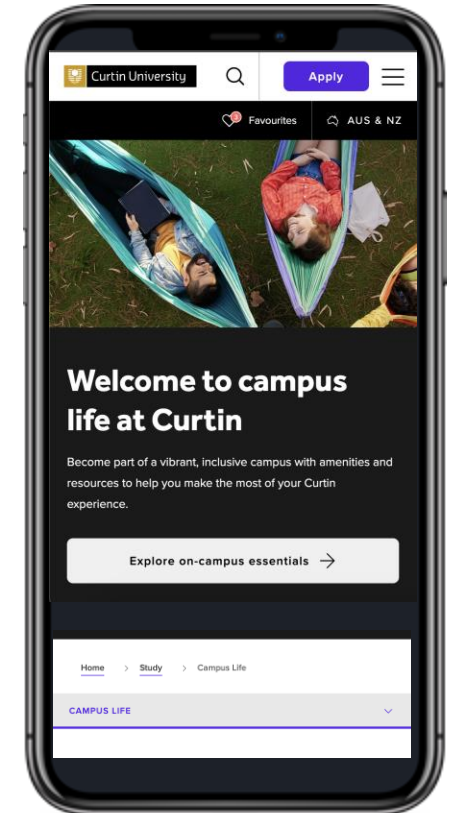 Curtin University
Apply
Favourites
AUS & NZ
Welcome to campus
life at Curtin
Become part of a vibrant, inclusive campus with amenities and
resources to help you make the most of your Curtin
experience.
Explore on-campus essentials →
Home > Study > Campus Life
CAMPUS LIFE